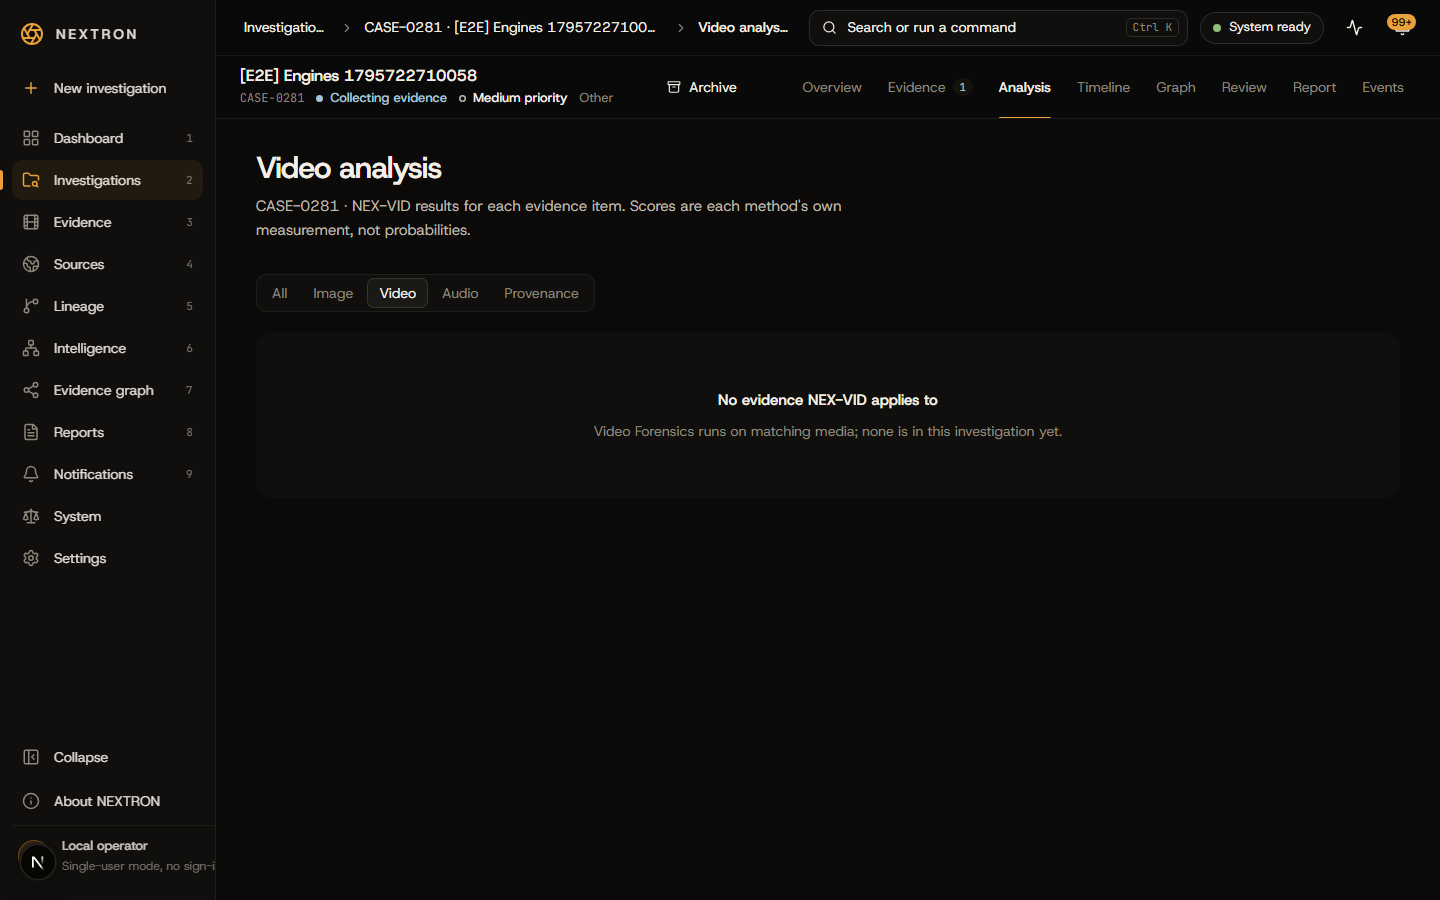 NEXTRON
New investigation
Dashboard 1
Investigations 2
Evidence 3
Sources 4
Lineage 5
Intelligence 6
Evidence graph 7
Reports 8
Notifications 9
System
Settings
Collapse
About NEXTRON
Local operator
Single-user mode, no sign-i
N
Investigatio... > CASE-0281 · [E2E] Engines 17957227100... > Video analys...
Search or run a command Ctrl K
System ready
99+
[E2E] Engines 1795722710058
CASE-0281 Collecting evidence Medium priority Other
Archive
Overview Evidence 1 Analysis Timeline Graph Review Report Events
Video analysis
CASE-0281 · NEX-VID results for each evidence item. Scores are each method's own
measurement, not probabilities.
All Image Video Audio Provenance
No evidence NEX-VID applies to
Video Forensics runs on matching media; none is in this investigation yet.